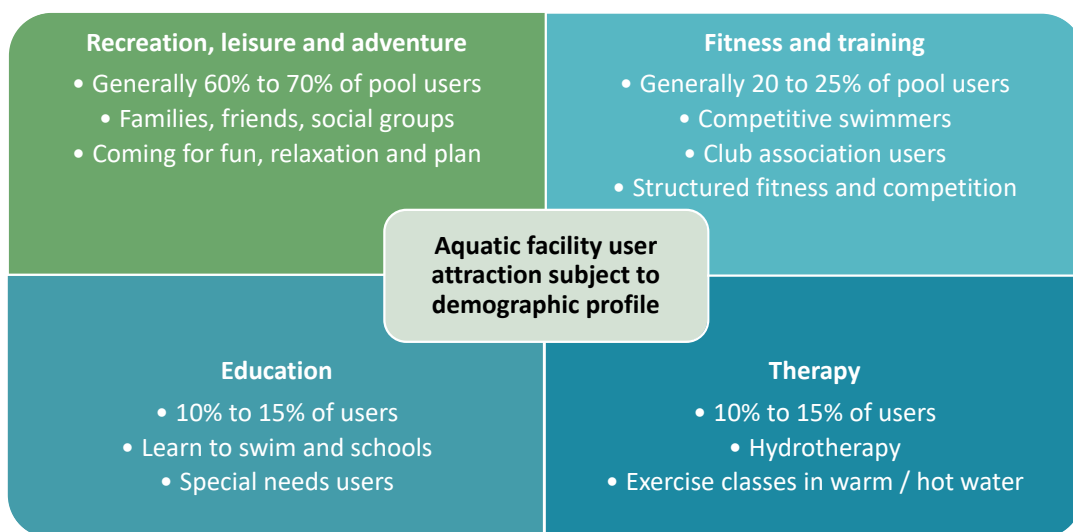 Recreation, leisure and adventure
• Generally 60% to 70% of pool users
• Families, friends, social groups
• Coming for fun, relaxation and plan
Fitness and training
• Generally 20 to 25% of pool users
• Competitive swimmers
• Club association users
• Structured fitness and competition
Aquatic facility user
attraction subject to
demographic profile
Education
• 10% to 15% of users
• Learn to swim and schools
• Special needs users
Therapy
• 10% to 15% of users
• Hydrotherapy
• Exercise classes in warm / hot water